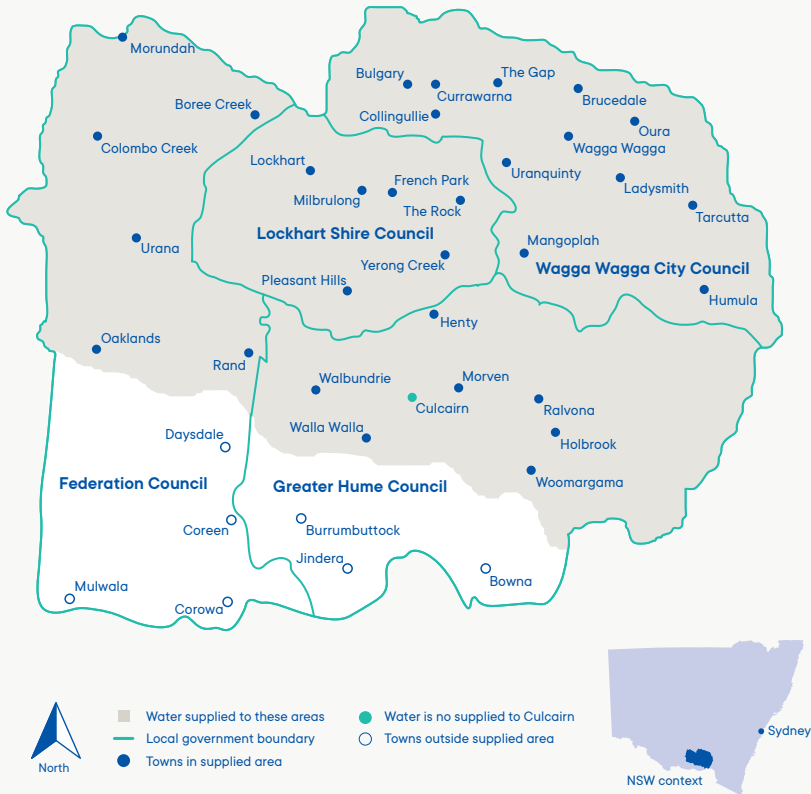 Morundah
Bulgary
The Gap
Currawarna
Brucedale
Boree Creek
Collingullie
Oura
Colombo Creek
Wagga Wagga
Lockhart
Uranquinty
French Park
Ladysmith
Milbrulong
The Rock
Tarcutta
Lockhart Shire Council
Urana
Mangoplah
Yerong Creek
Wagga Wagga City Council
Pleasant Hills
Humula
Henty
Oaklands
Rand
Walbundrie
Morven
Culcairn
Ralvona
Walla Walla
Daysdale
Holbrook
Federation Council
Greater Hume Council
Woomargama
Coreen
Burrumbuttock
Jindera
Mulwala
Bowna
Corowa
Water supplied to these areas
Local government boundary
Towns in supplied area
Water is no supplied to Culcairn
Towns outside supplied area
North
Sydney
NSW context